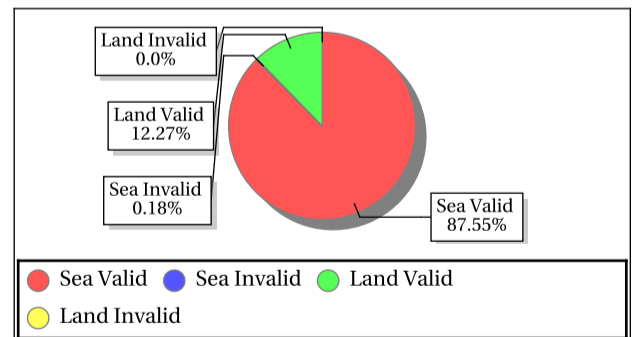 Land Invalid
0.0%
Land Valid
12.27%
Sea Invalid
0.18%
Sea Valid
87.55%
Sea Valid Sea Invalid Land Valid
Land Invalid